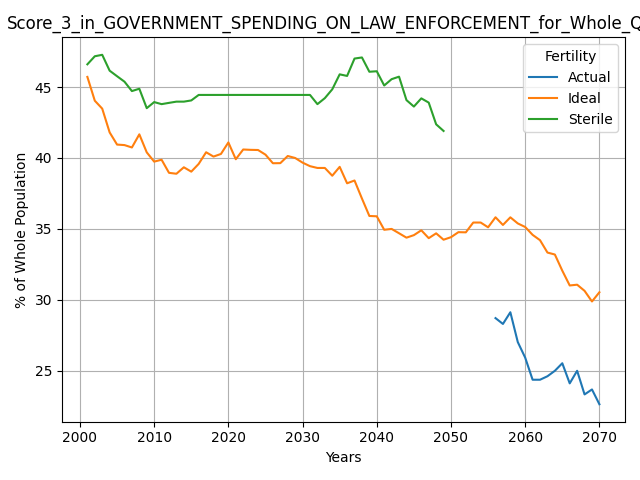 Score_3_in_GOVERNMENT_SPENDING_ON_LAW_ENFORCEMENT_for_Whole_Q
Fertility
Actual
Ideal
Sterile
% of Whole Population
45
40
35
30
25
2000 2010 2020 2030 2040 2050 2060 2070
Years